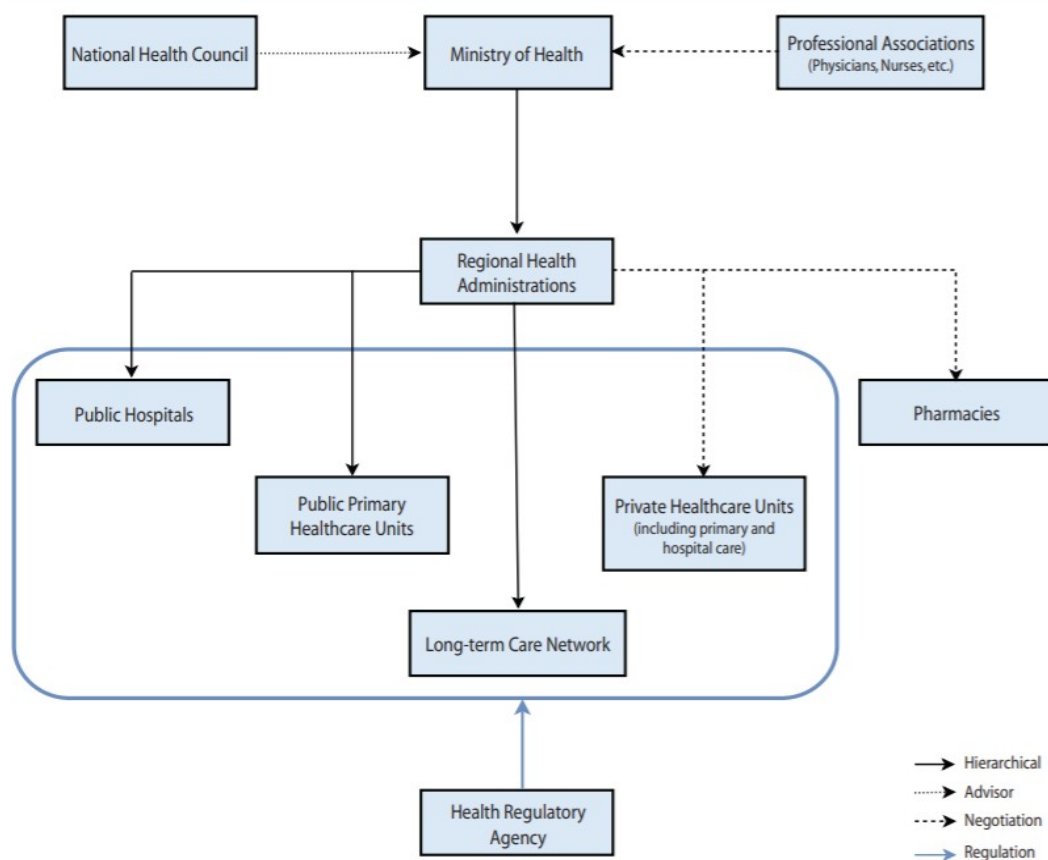 National Health Council
Ministry of Health
Professional Associations
(Physicians, Nurses, etc.)
Regional Health
Administrations
Public Hospitals
Pharmacies
Public Primary
Healthcare Units
Private Healthcare Units
(including primary and
hospital care)
Long-term Care Network
Health Regulatory
Agency
Hierarchical
Advisor
Negotiation
Regulation